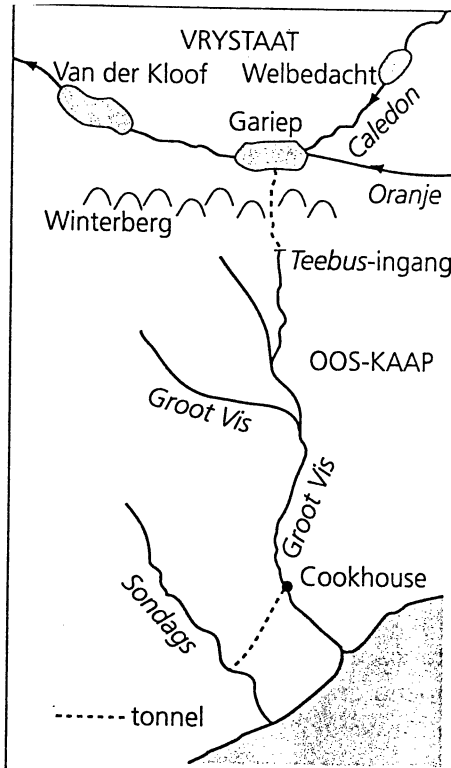 VRYSTAAT
Van der Kloof
Welbedacht
Gariep
Caledon
Oranje
Winterberg
Teebus-ingang
OOS-KAAP
Groot Vis
Groot Vis
Cookhouse
Sondags
tonnel